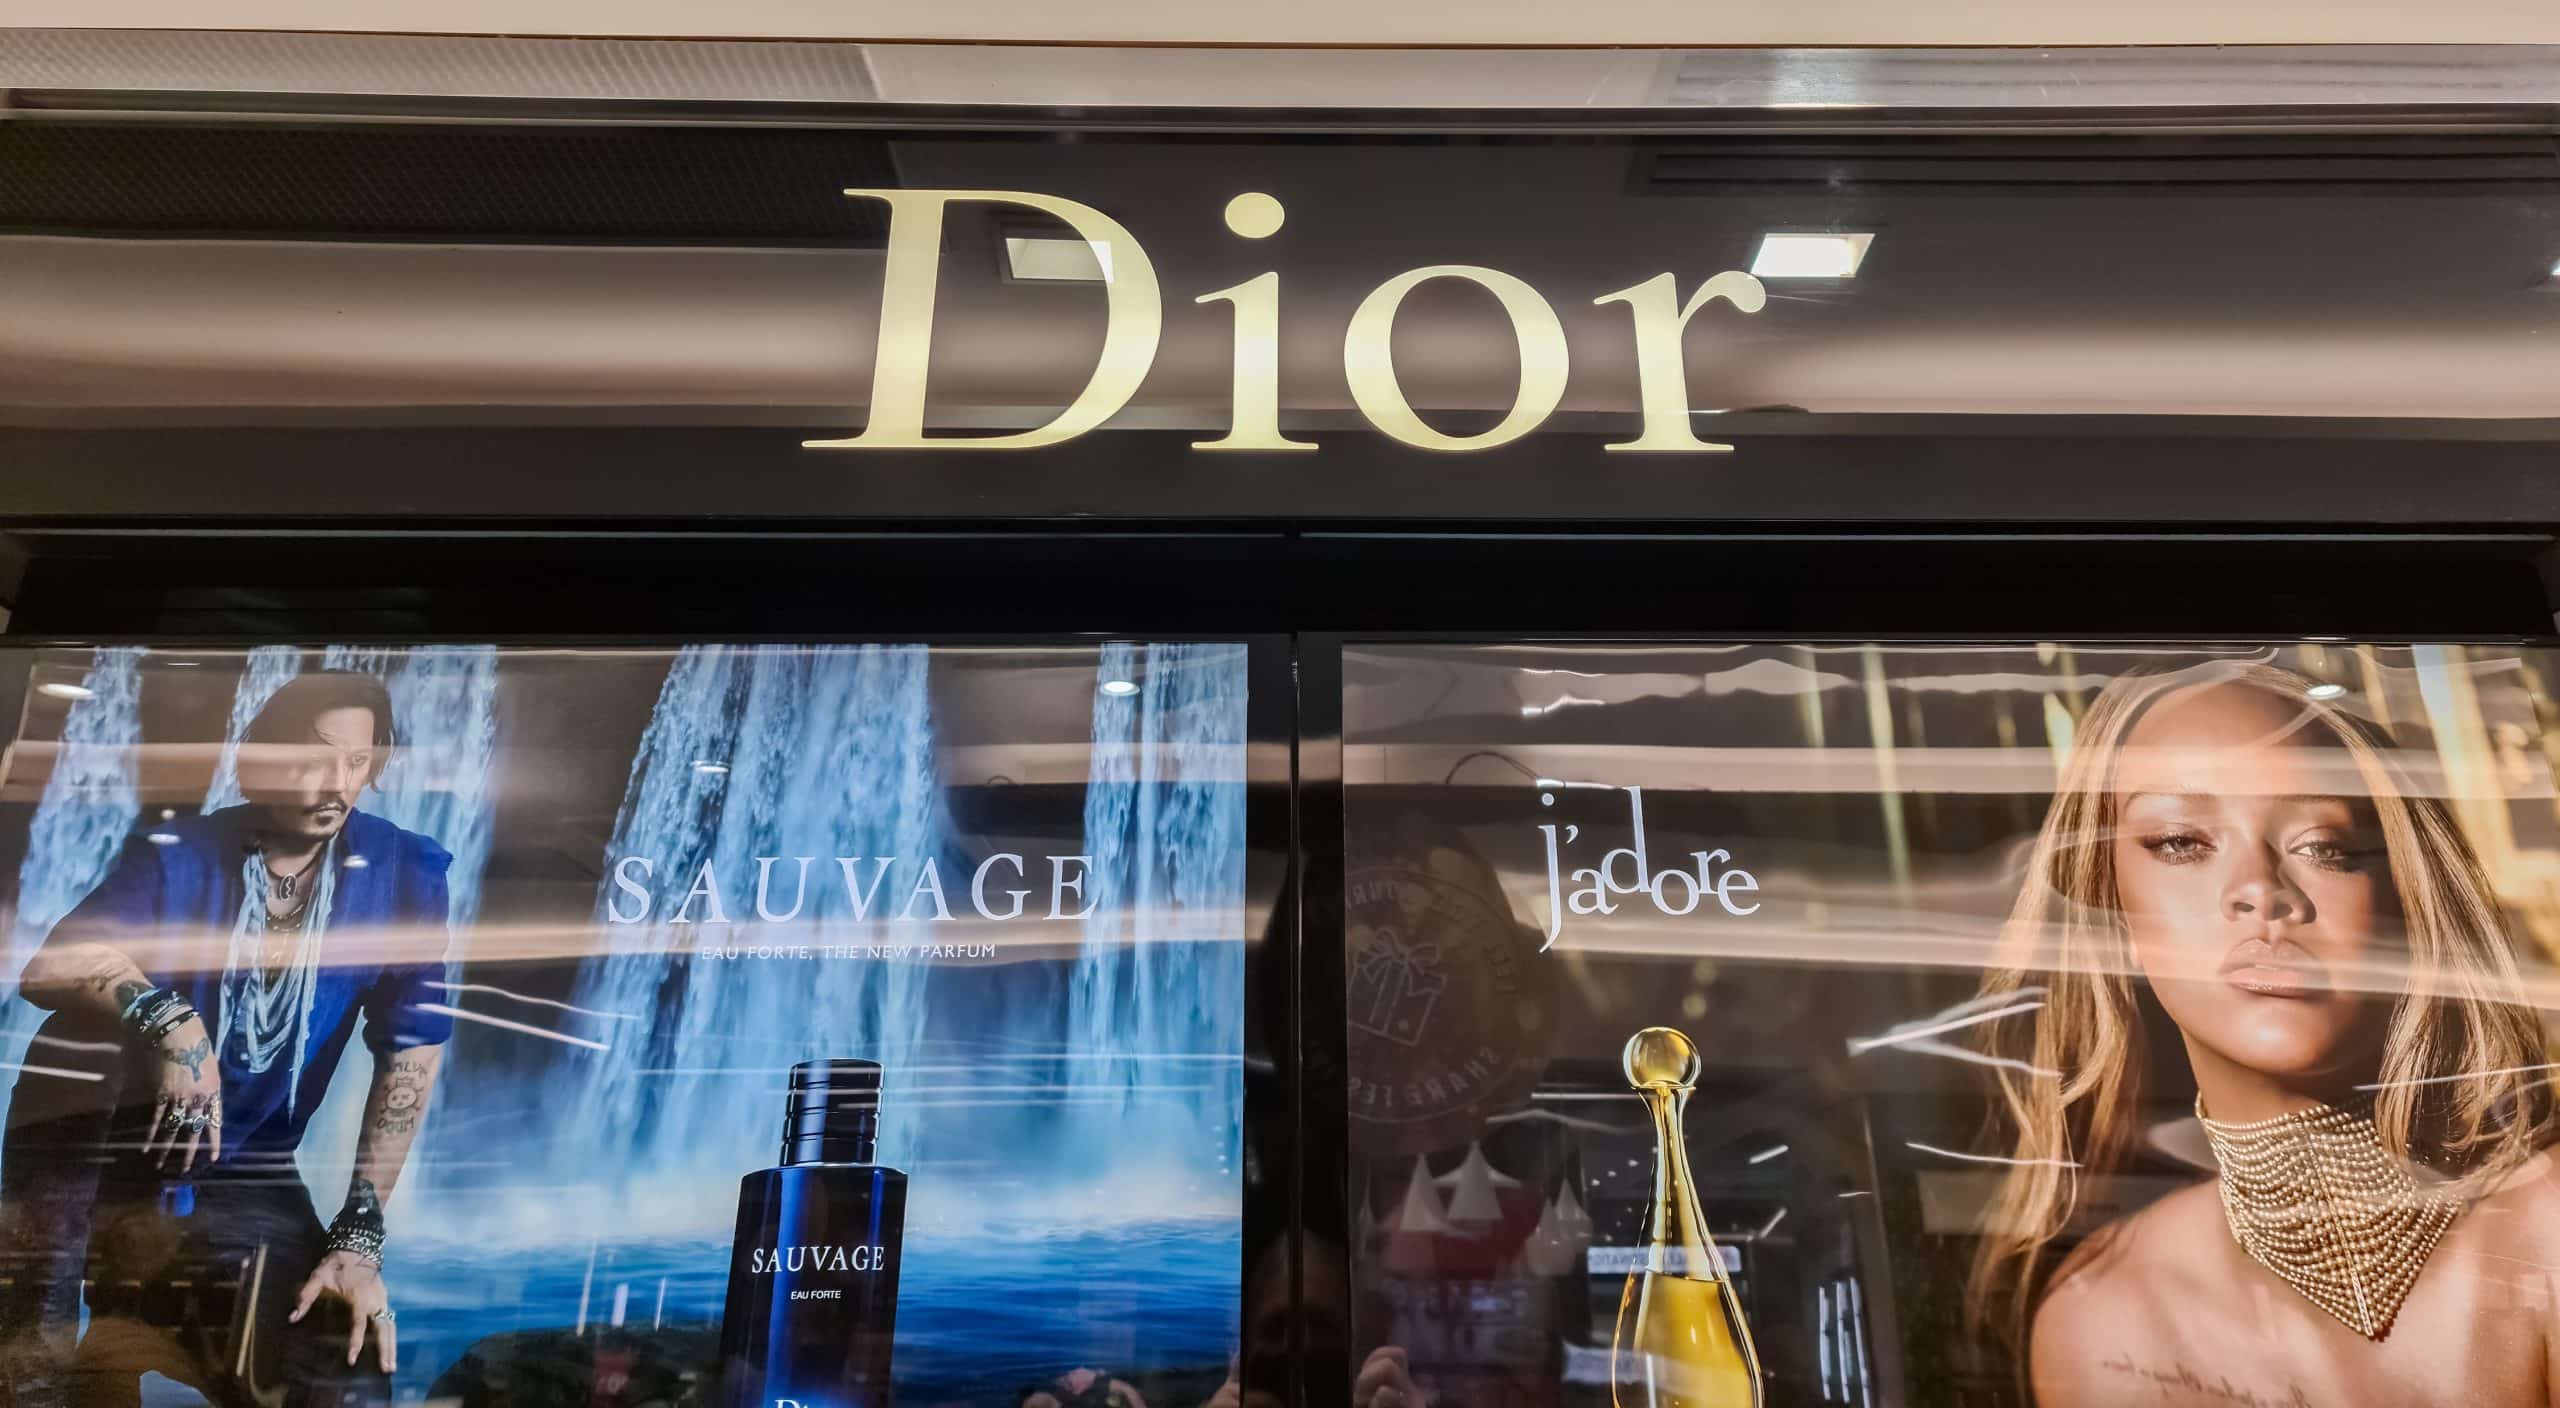 Dior
SAUVAGE
EAU FORTE, THE NEW PARFUM
SAUVAGE
EAU FORTE
j'adore